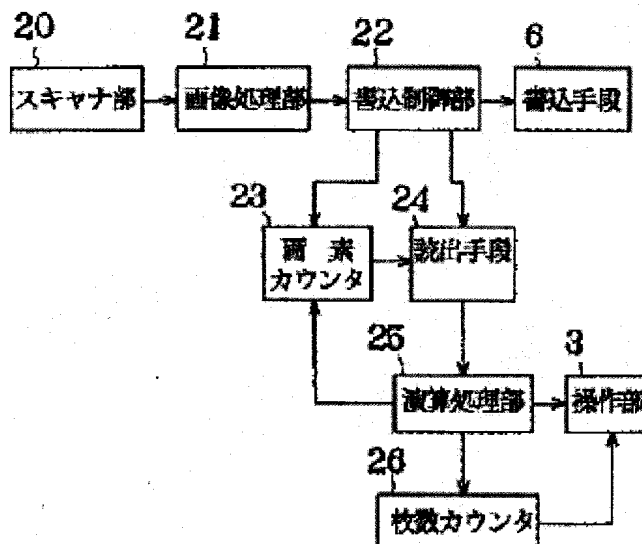 20
21
22
6
スキャナ部
画像処理部
書込制御部
書込手段
23
24
画素
カウンタ
読出手段
25
3
演算処理部
操作部
26
枚数カウンタ